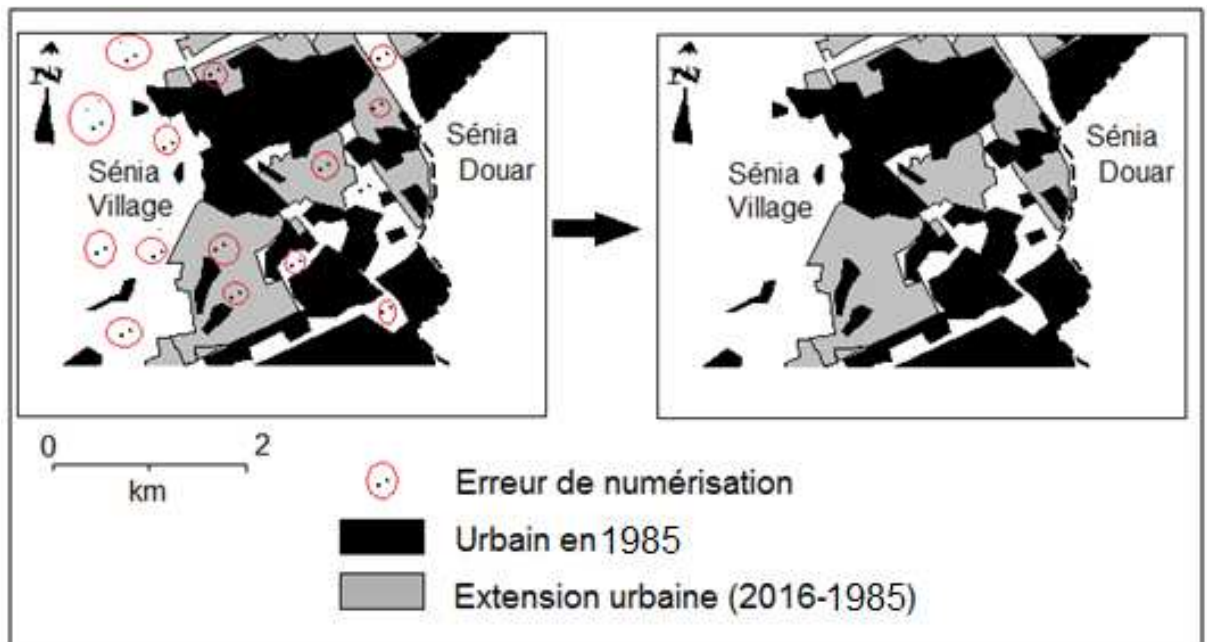 N
Sénia
Village
Sénia
Douar
N
Sénia
Village
Sénia
Douar
0 2
km
Erreur de numérisation
Urbain en 1985
Extension urbaine (2016-1985)